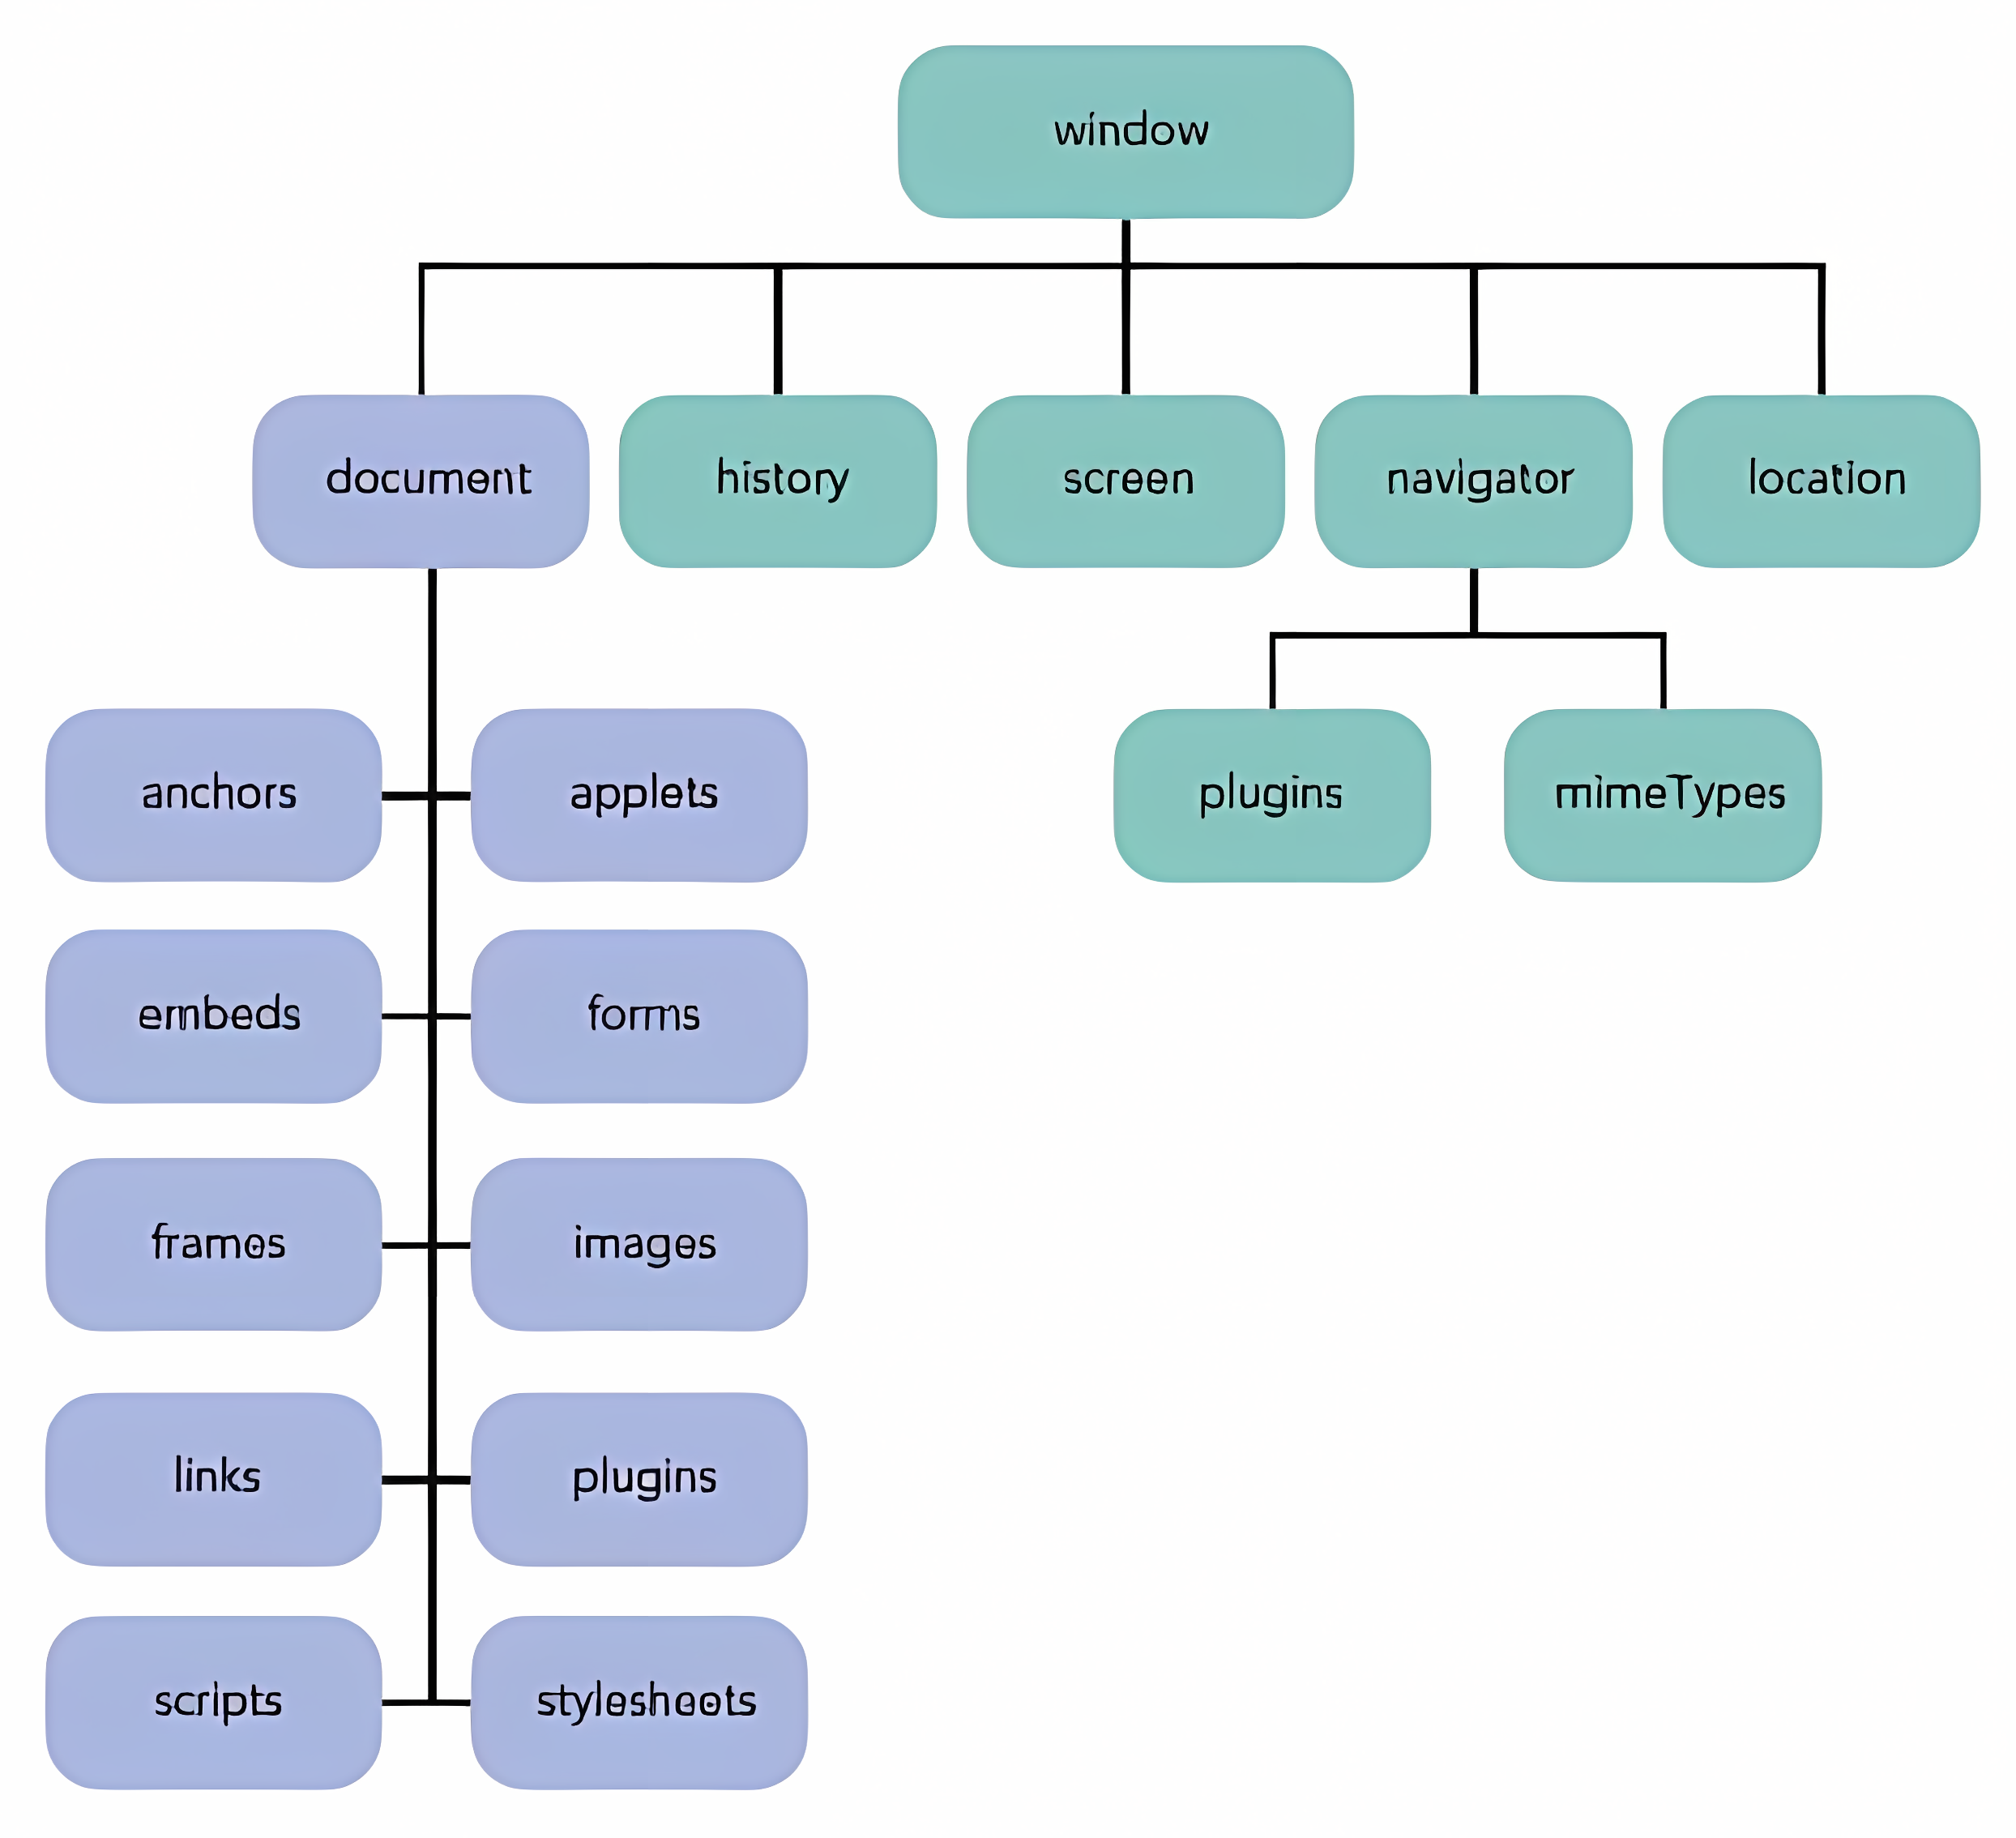 window
document
history
screen
navigator
location
anchors
applets
plugins
mimeTypes
embeds
forms
frames
images
links
plugins
scripts
stylesheets